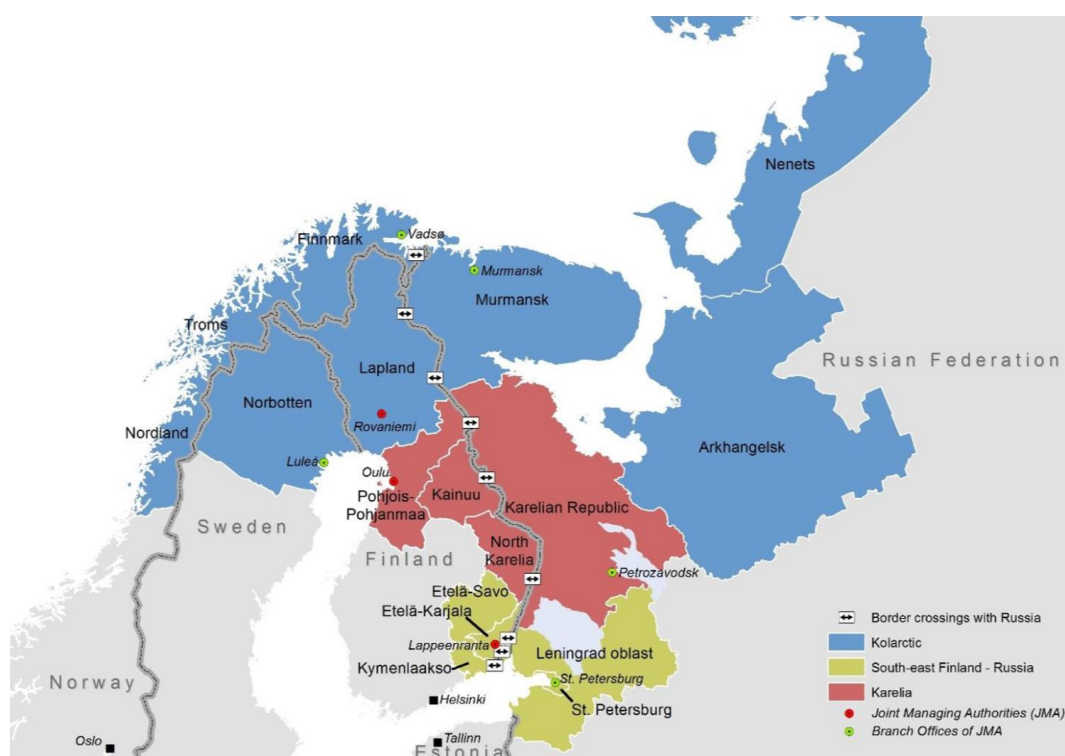 Nenets
Vadsø
Finnmark
Murmansk
Murmansk
Troms
Russian Federation
Lapland
Norbotten
Rovaniemi
Nordland
Arkhangelsk
Luleå
Oulu
Pohjois-
Pohjanmaa
Kainuu
Karelian Republic
Sweden
North
Karelia
Finland
Petrozavodsk
Etelä-Savo
Etelä-Karjala
Lappeenranta
Leningrad oblast
Kymenlaakso
St. Petersburg
St. Petersburg
Norway
Helsinki
Oslo
Tallinn
Estonia
Border crossings with Russia
Kolarctic
South-east Finland - Russia
Karelia
Joint Managing Authorities (JMA)
Branch Offices of JMA